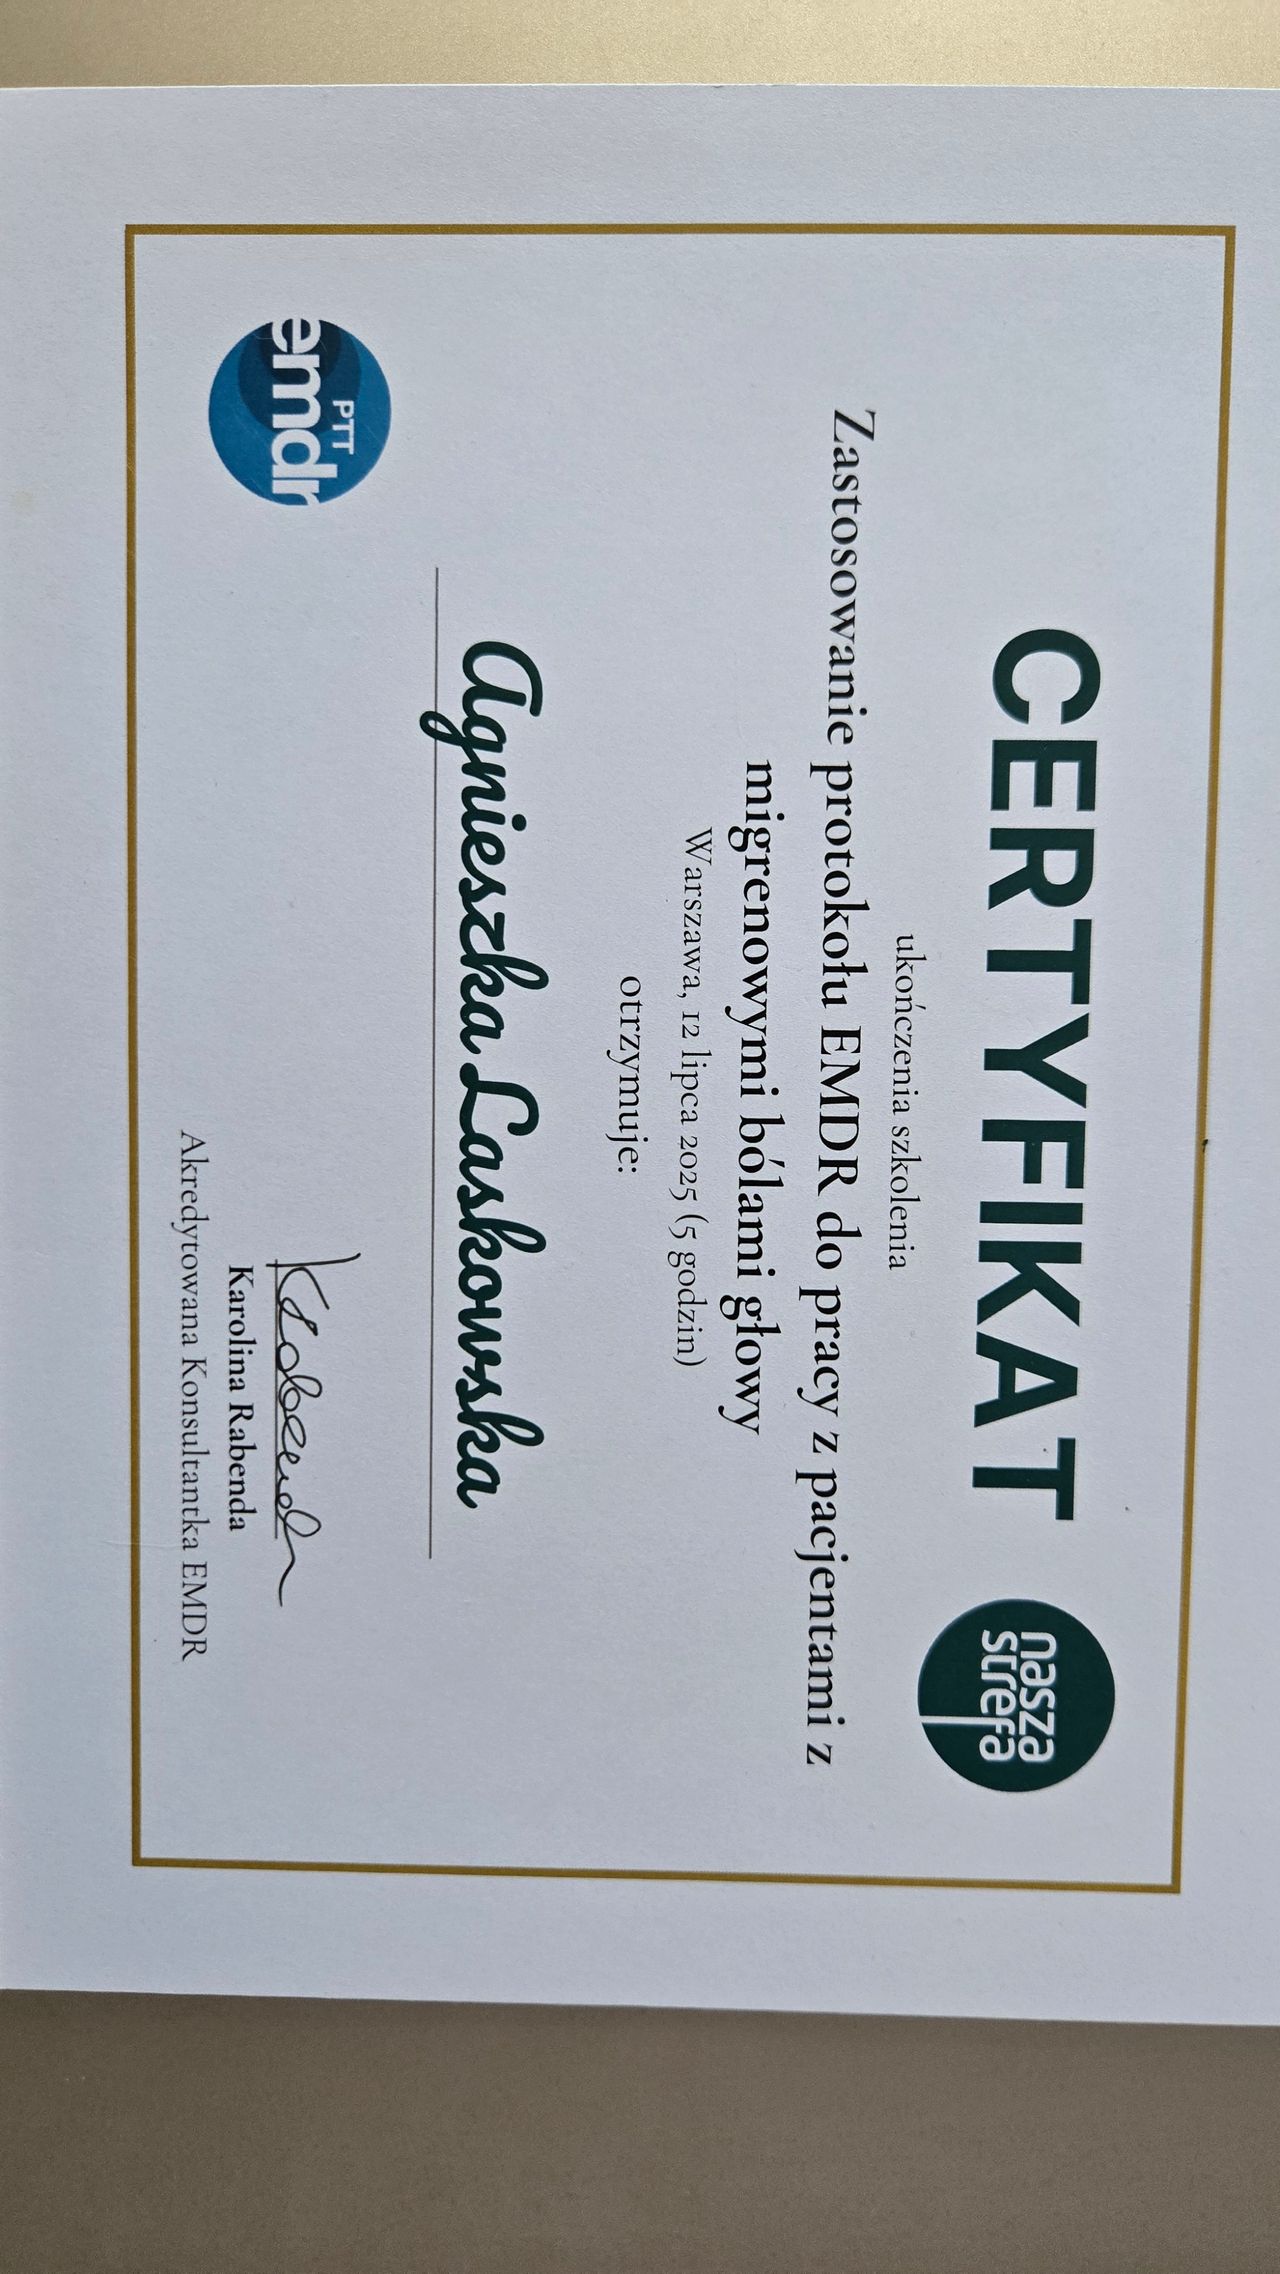 CERTYFIKAT
nasza
strefa
ukończenia szkolenia
Zastosowanie protokołu EMDR do pracy z pacjentami z
migrenowymi bólami głowy
Warszawa, 12 lipca 2025 (5 godzin)
otrzymuje:
Agnieszka Laskowska
PTT
emdr
Karolina Rabenda
Akredytowana Konsultantka EMDR